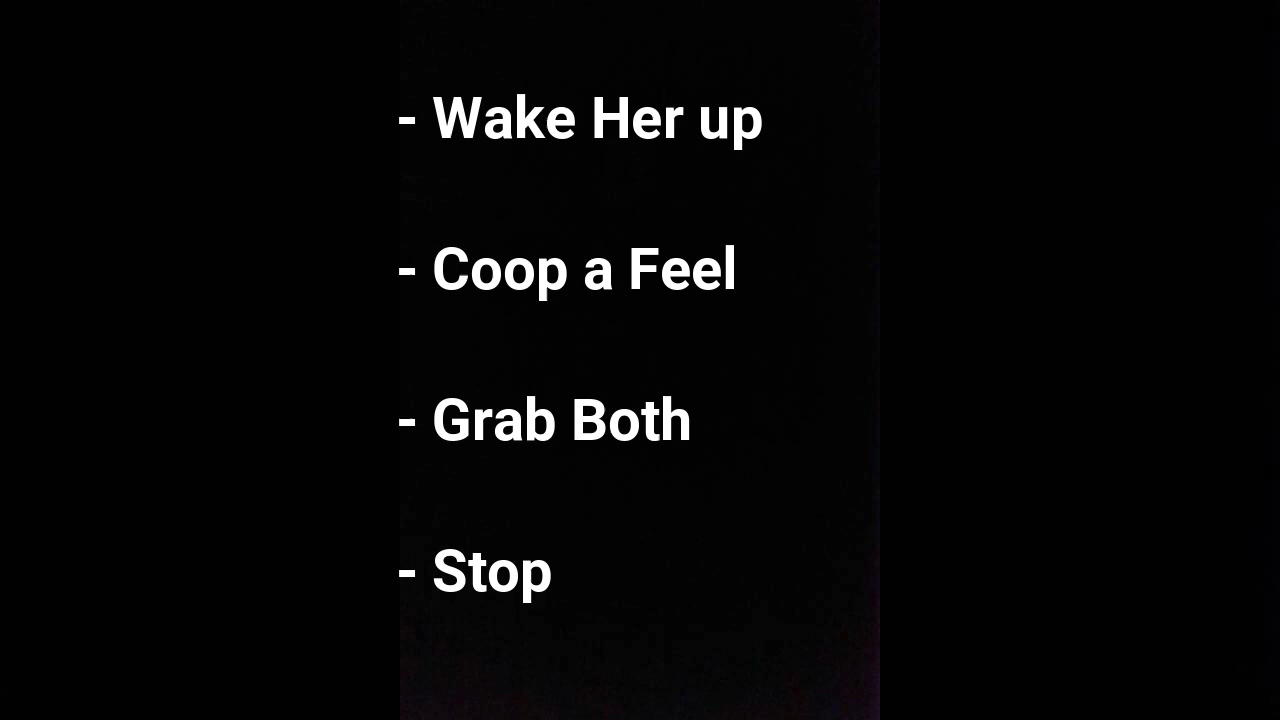 - Wake Her up
- Coop a Feel
- Grab Both
- Stop